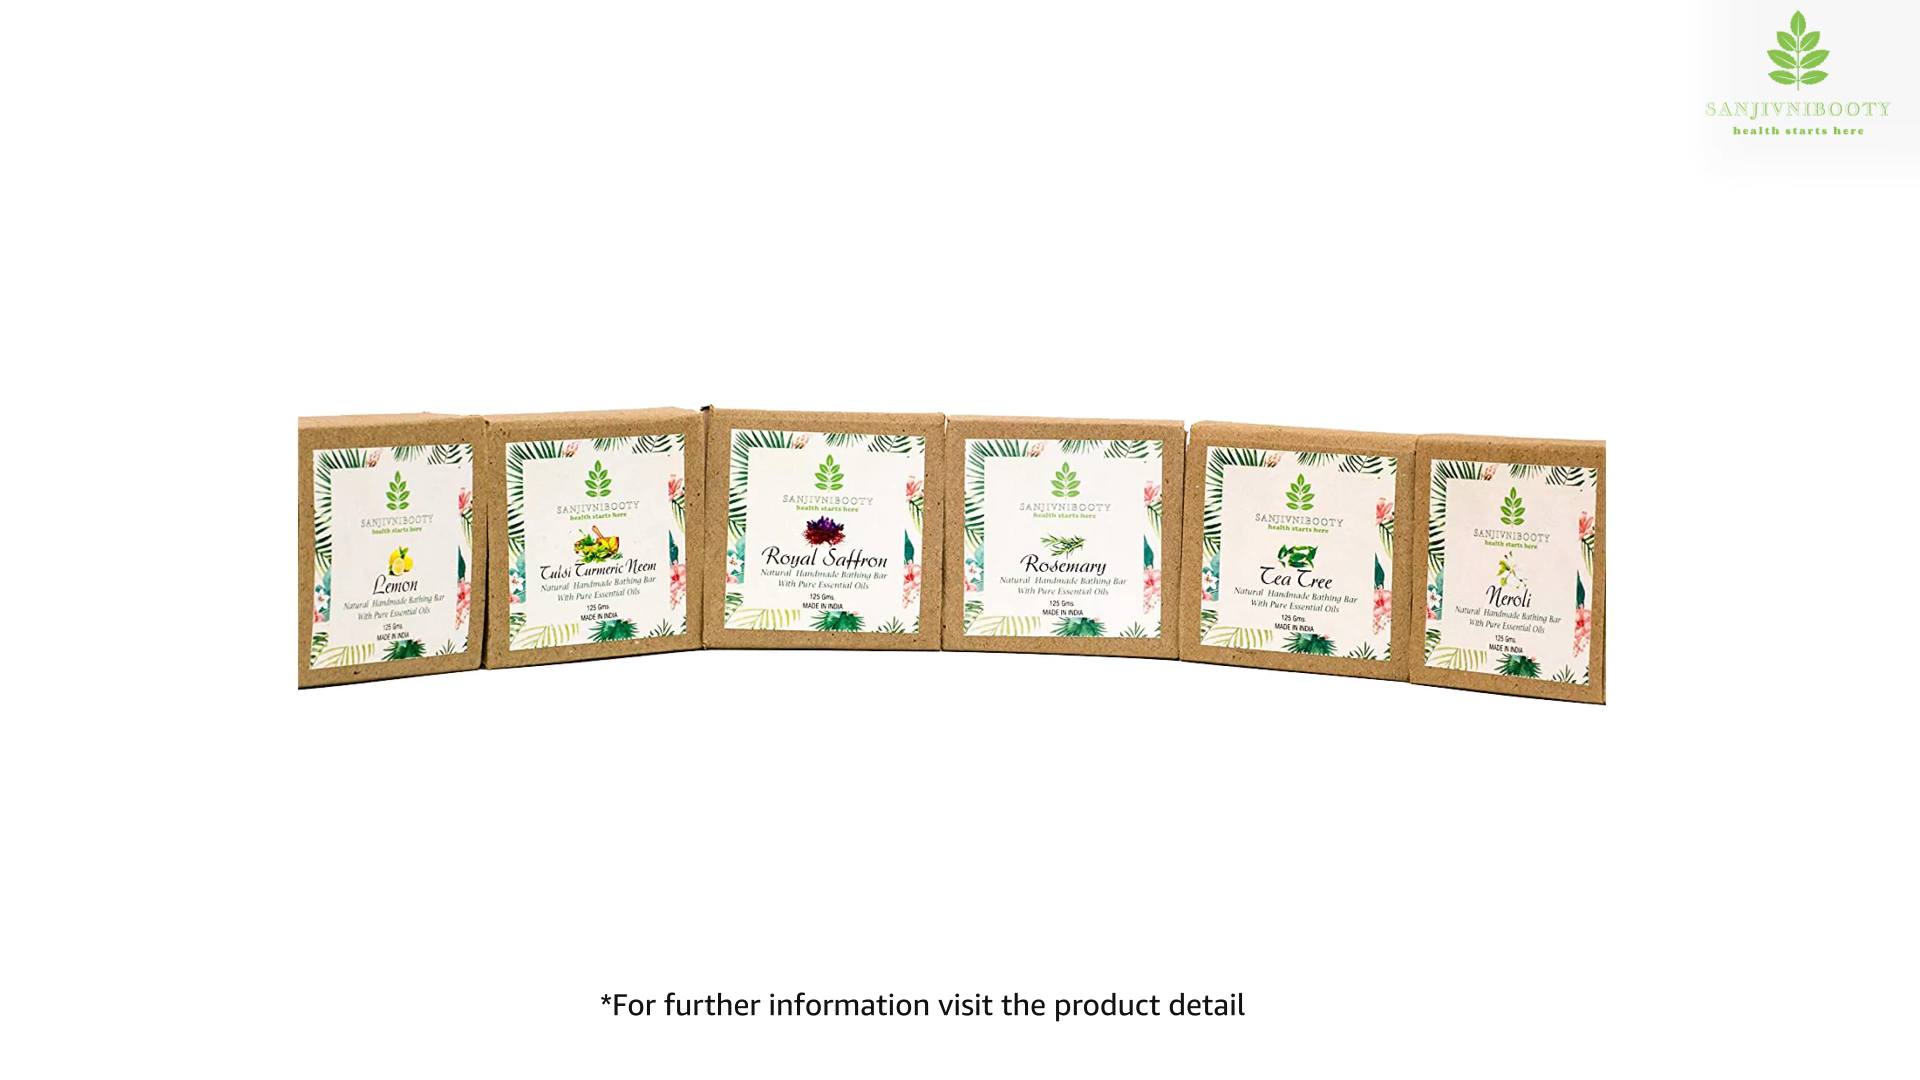 SANJIVNIBOOTY
health starts here
SANJIVNIBOOTY
health starts here
Lemon
Natural Handmade Bathing Bar
With Pure Essential Oils
125 Gms.
MADE IN INDIA
SANJIVNIBOOTY
health starts here
Tulsi Turmeric Neem
Natural Handmade Bathing Bar
With Pure Essential Oils
125 Gms.
MADE IN INDIA
SANJIVNIBOOTY
health starts here
Royal Saffron
Natural Handmade Bathing Bar
With Pure Essential Oils
125 Gms.
MADE IN INDIA
SANJIVNIBOOTY
health starts here
Rosemary
Natural Handmade Bathing Bar
With Pure Essential Oils
125 Gms.
MADE IN INDIA
SANJIVNIBOOTY
health starts here
Tea Tree
Natural Handmade Bathing Bar
With Pure Essential Oils
125 Gms.
MADE IN INDIA
SANJIVNIBOOTY
health starts here
Neroli
Natural Handmade Bathing Bar
With Pure Essential Oils
125 Gms.
MADE IN INDIA
*For further information visit the product detail